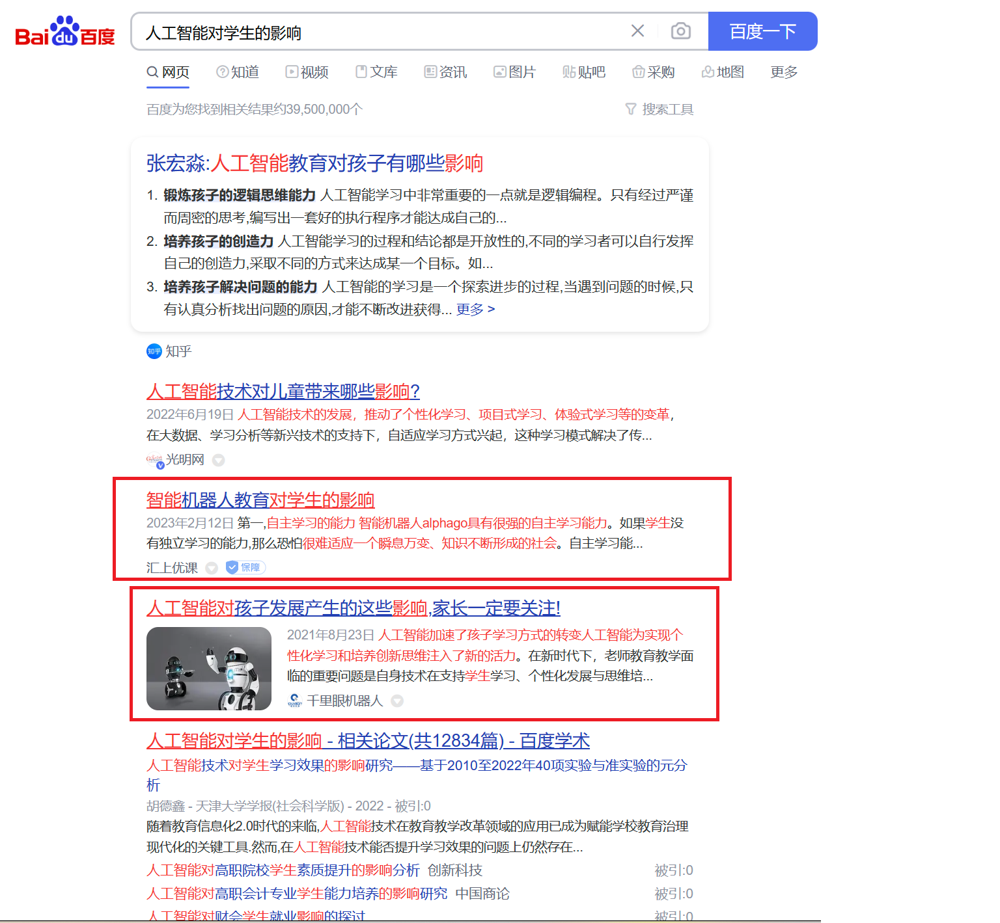 Bai du 百度 人工智能对学生的影响 百度一下
网页 知道 视频 文库 资讯 图片 贴吧 采购 地图 更多
百度为您找到相关结果约39,500,000个 搜索工具
张宏淼:人工智能教育对孩子有哪些影响
1. 锻炼孩子的逻辑思维能力 人工智能学习中非常重要的一点就是逻辑编程。只有经过严谨
而周密的思考,编写出一套好的执行程序才能达成自己的...
2. 培养孩子的创造力 人工智能学习的过程和结论都是开放性的,不同的学习者可以自行发挥
自己的创造力,采取不同的方式来达成某一个目标。如...
3. 培养孩子解决问题的能力 人工智能的学习是一个探索进步的过程,当遇到问题的时候,只
有认真分析找出问题的原因,才能不断改进获得... 更多 >
知乎 知乎
人工智能技术对儿童带来哪些影响?
2022年6月19日 人工智能技术的发展，推动了个性化学习、项目式学习、体验式学习等的变革，
在大数据、学习分析等新兴技术的支持下，自适应学习方式兴起，这种学习模式解决了传...
光明网
智能机器人教育对学生的影响
2023年2月12日 第一,自主学习的能力 智能机器人alphago具有很强的自主学习能力。如果学生没
有独立学习的能力,那么恐怕很难适应一个瞬息万变、知识不断形成的社会。自主学习能...
汇上优课 保障
人工智能对孩子发展产生的这些影响,家长一定要关注!
2021年8月23日 人工智能加速了孩子学习方式的转变人工智能为实现个
性化学习和培养创新思维注入了新的活力。在新时代下，老师教育教学面
临的重要问题是自身技术在支持学生学习、个性化发展与思维培...
千里眼机器人
人工智能对学生的影响 - 相关论文(共12834篇) - 百度学术
人工智能技术对学生学习效果的影响研究——基于2010至2022年40项实验与准实验的元分
析
胡德鑫 - 天津大学学报(社会科学版) - 2022 - 被引:0
随着教育信息化2.0时代的来临,人工智能技术在教育教学改革领域的应用已成为赋能学校教育治理
现代化的关键工具.然而,在人工智能技术能否提升学习效果的问题上仍然存在...
人工智能对高职院校学生素质提升的影响分析 创新科技 被引:0
人工智能对高职会计专业学生能力培养的影响研究 中国商论 被引:0
人工智能对财会学生就业影响的探讨 被引:0